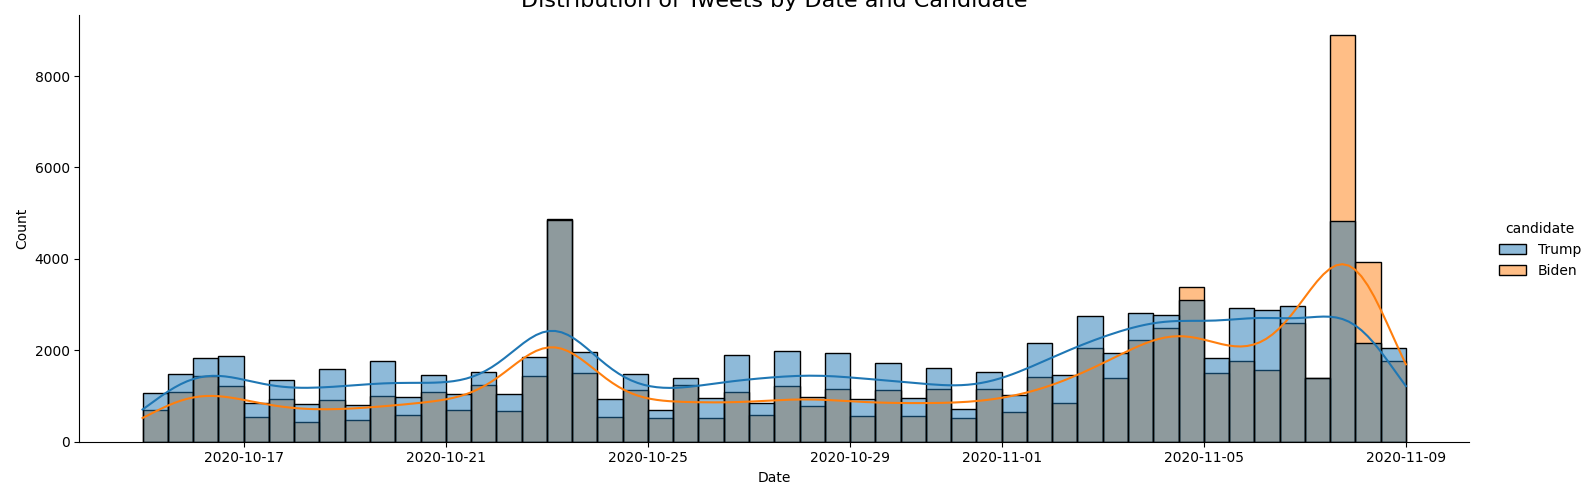 Distribution of Tweets by Date and Candidate
8000
6000
4000
2000
0
Count
2020-10-17 2020-10-21 2020-10-25 2020-10-29 2020-11-01 2020-11-05 2020-11-09
Date
candidate
Trump
Biden